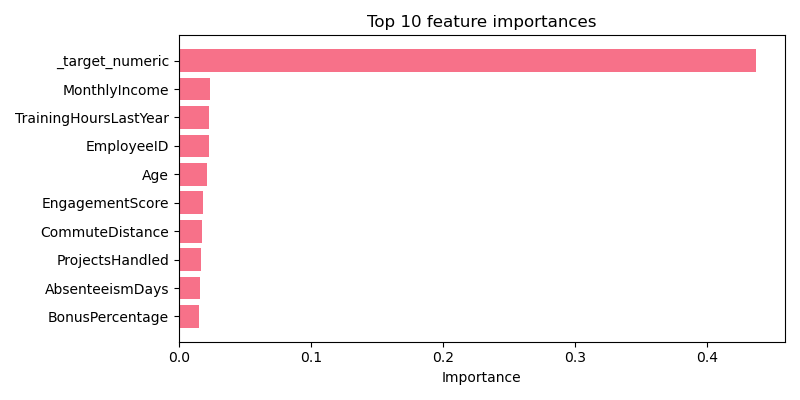 Top 10 feature importances
_target_numeric
MonthlyIncome
TrainingHoursLastYear
EmployeeID
Age
EngagementScore
CommuteDistance
ProjectsHandled
AbsenteeismDays
BonusPercentage
0.0 0.1 0.2 0.3 0.4
Importance